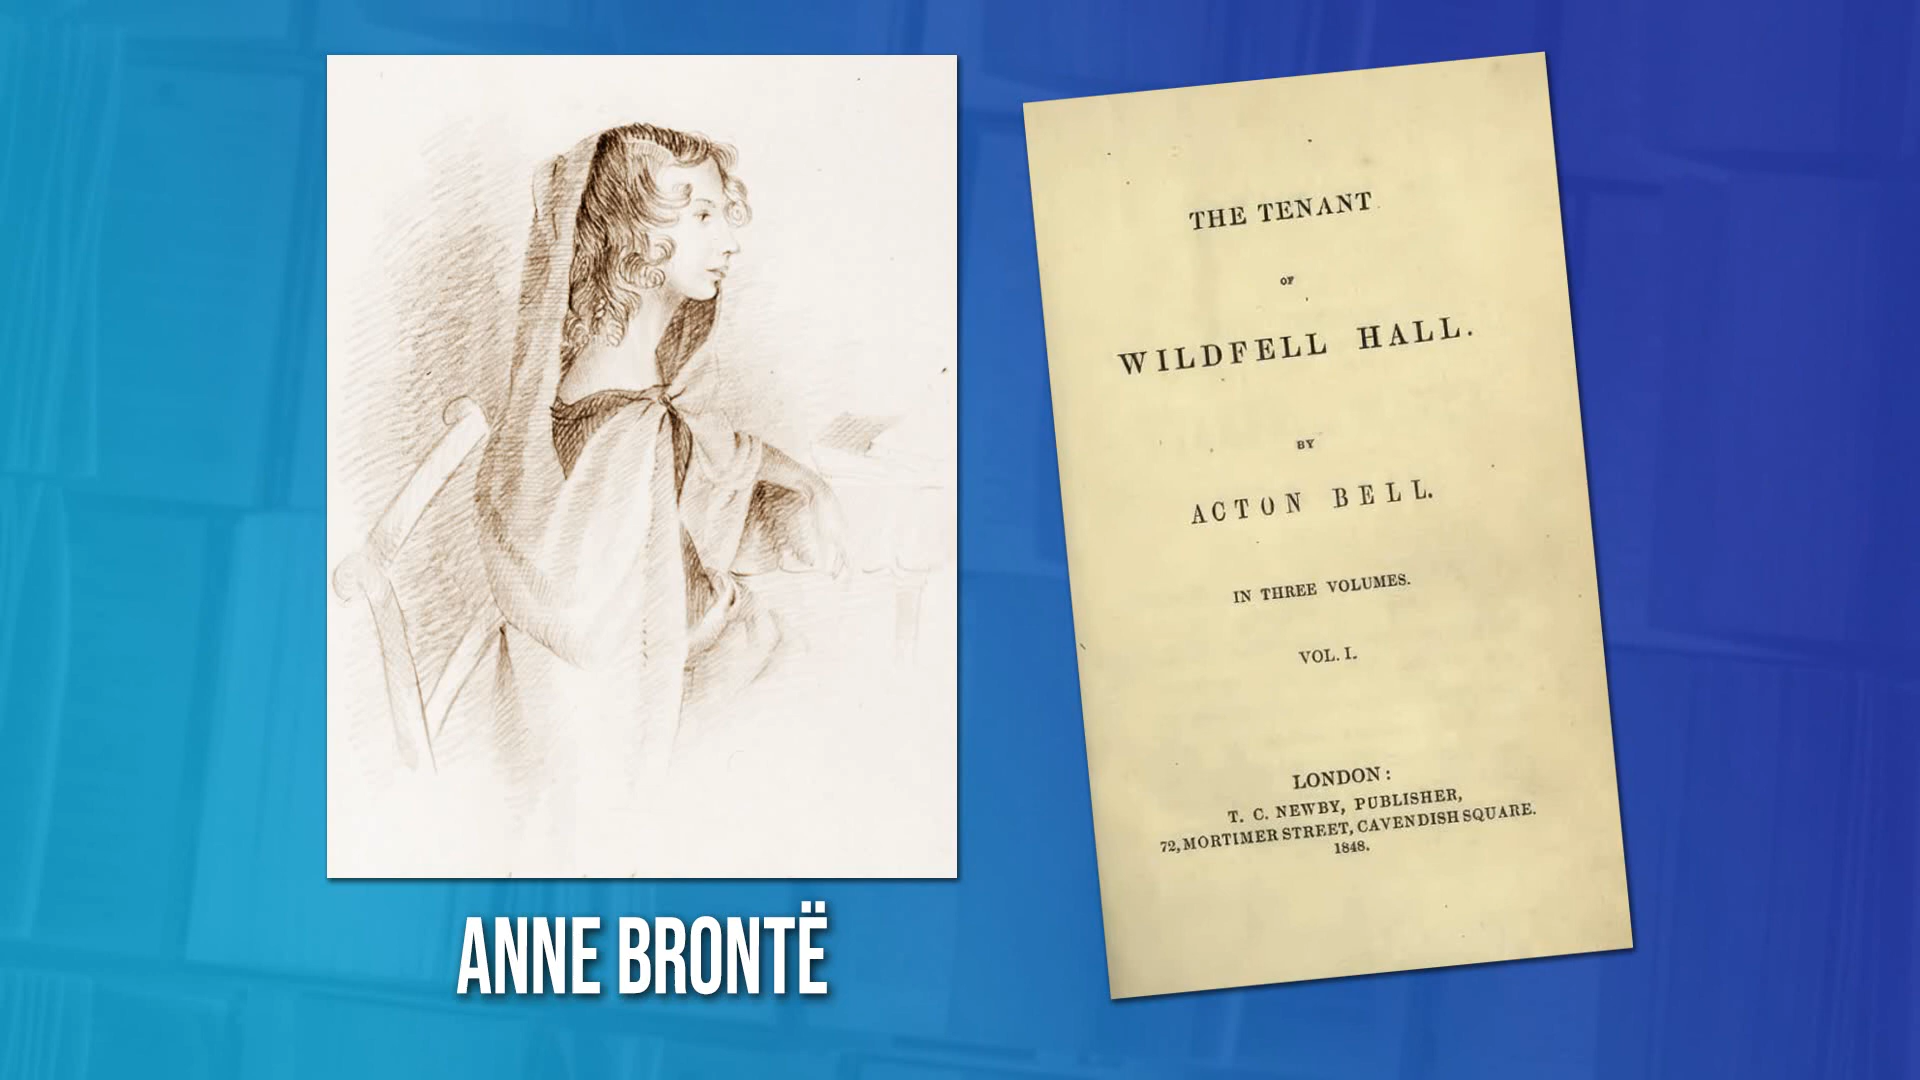 ANNE BRONTË
THE TENANT
OF
WILDFELL HALL.
BY
ACTON BELL.
IN THREE VOLUMES.
VOL. I.
LONDON:
T. C. NEWBY, PUBLISHER,
72, MORTIMER STREET, CAVENDISH SQUARE.
1848.